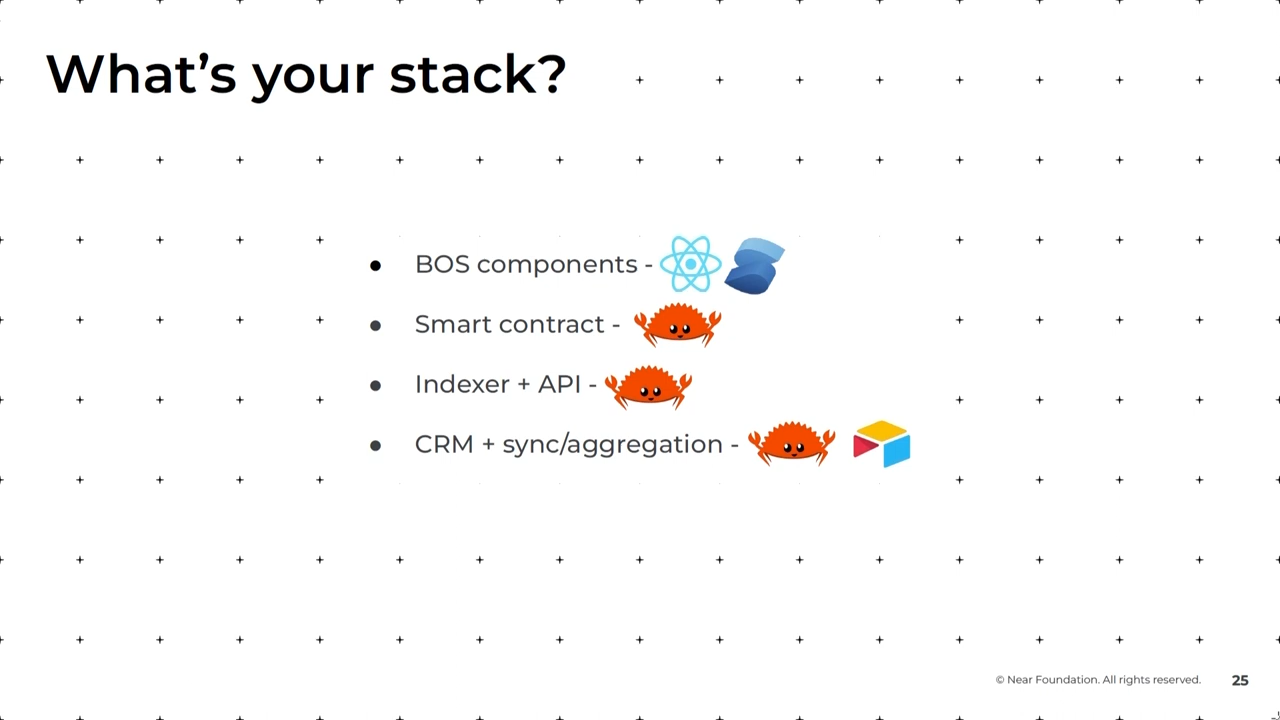 What’s your stack?
● BOS components -
● Smart contract -
● Indexer + API -
● CRM + sync/aggregation -
© Near Foundation. All rights reserved. 25